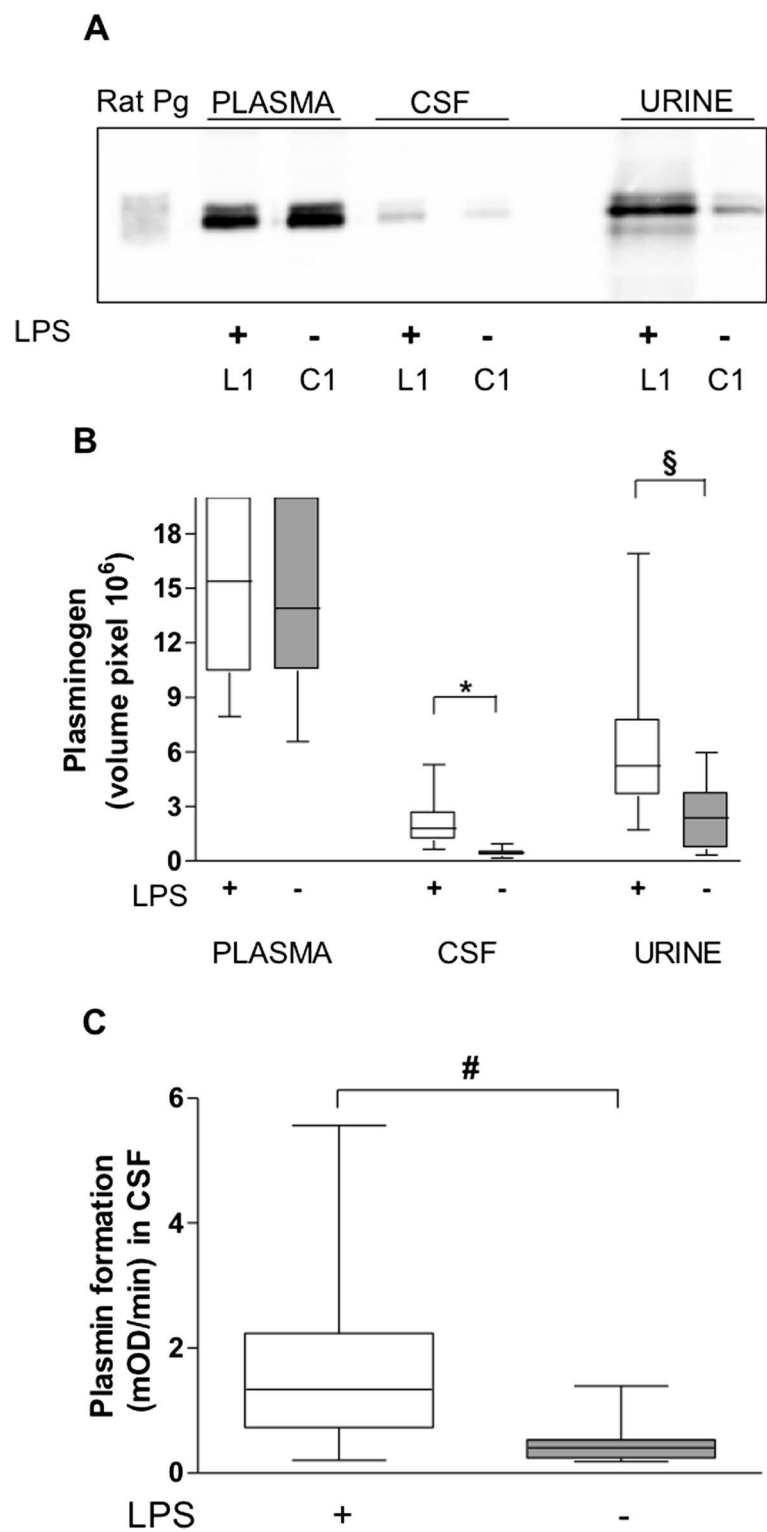 A
Rat Pg PLASMA CSF URINE
LPS + - + - + -
L1 C1 L1 C1 L1 C1
B
§
18
15
12
9
6
3
0
*
Plasminogen
(volume pixel 10⁶)
LPS + - + - + -
PLASMA CSF URINE
C
#
6
4
2
0
Plasmin formation
(mOD/min) in CSF
LPS + -